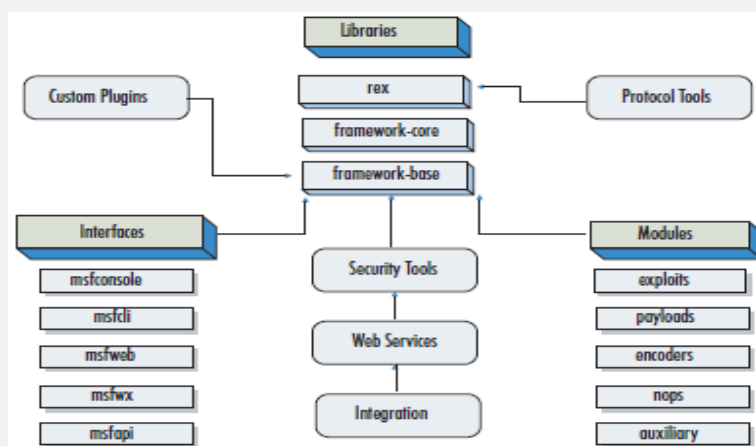 Libraries
Custom Plugins
rex
Protocol Tools
framework-core
framework-base
Interfaces
msfconsole
msfcli
msfweb
msfwx
msfapi
Security Tools
Web Services
Integration
Modules
exploits
payloads
encoders
nops
auxiliary